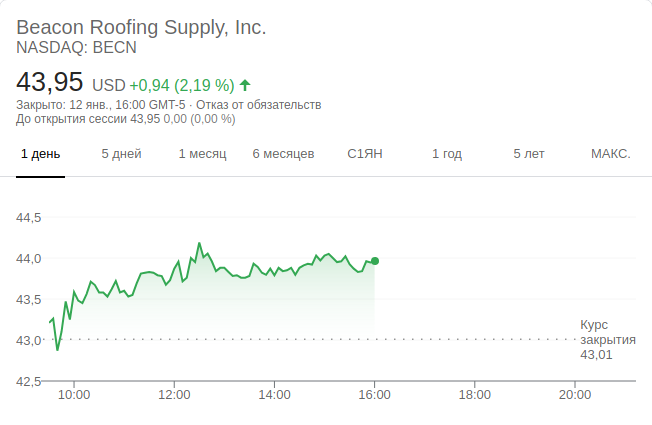 Beacon Roofing Supply, Inc.
NASDAQ: BECN
43,95 USD +0,94 (2,19 %)
Закрыто: 12 янв., 16:00 GMT-5 · Отказ от обязательств
До открытия сессии 43,95 0,00 (0,00 %)
1 день 5 дней 1 месяц 6 месяцев С1ЯН 1 год 5 лет МАКС.
44,5
44,0
43,5
Курс
43,0 закрытия
43,01
42,5
10:00 12:00 14:00 16:00 18:00 20:00